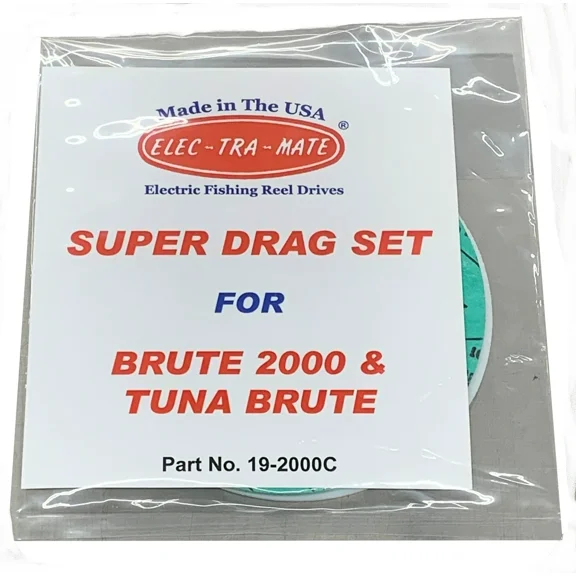 Made in The USA
ELEC -- TRA -- MATE ®
Electric Fishing Reel Drives
SUPER DRAG SET
FOR
BRUTE 2000 &
TUNA BRUTE
Part No. 19-2000C